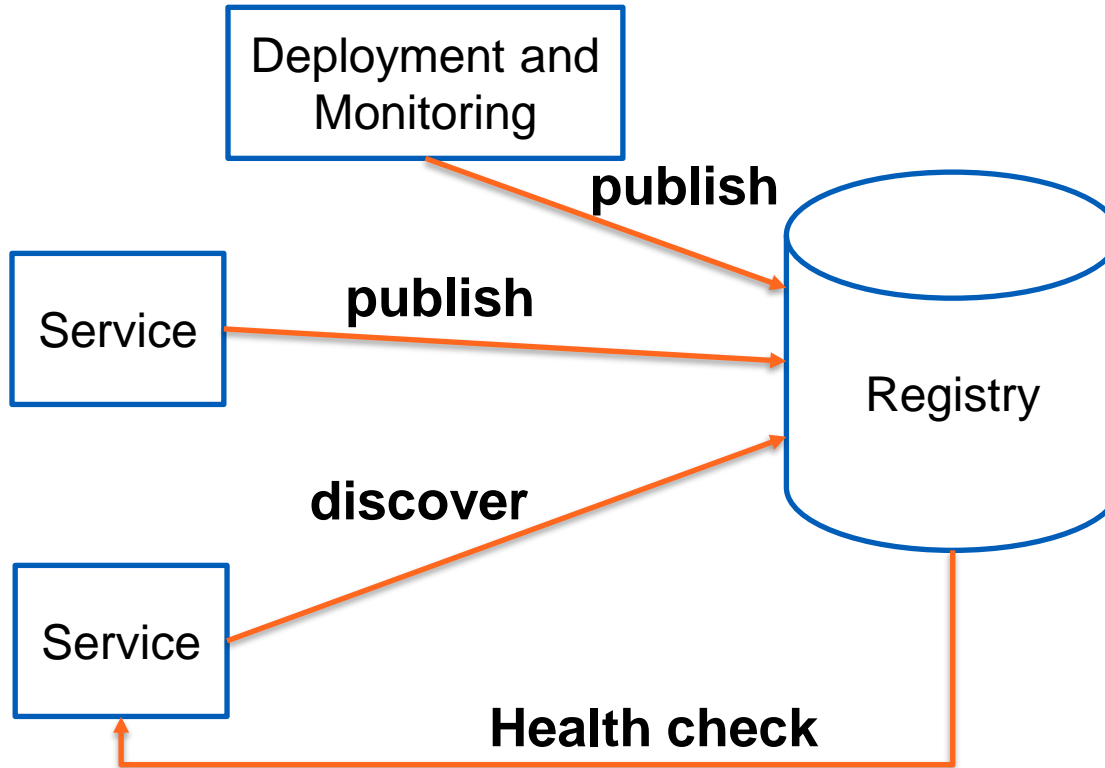 Deployment and
Monitoring
publish
publish
Service
Registry
discover
Service
Health check